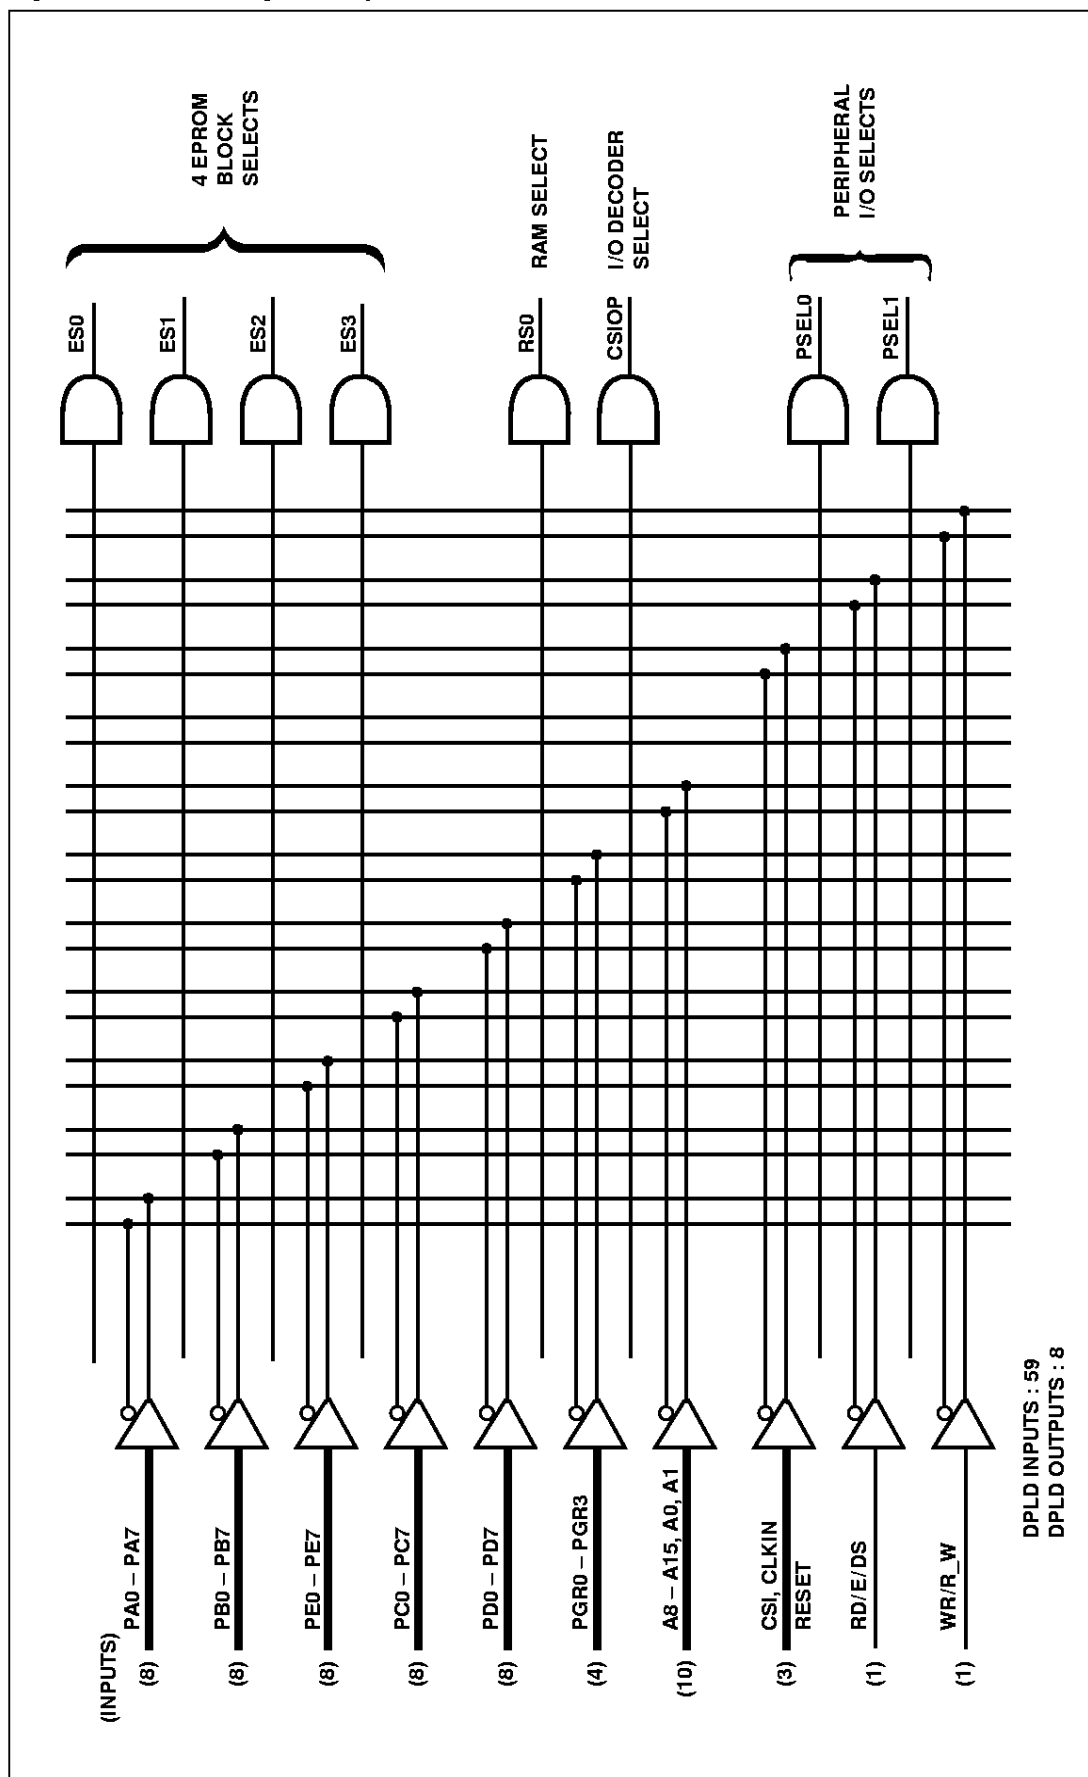 (INPUTS)
(8)
PA0 – PA7
(8)
PB0 – PB7
(8)
PE0 – PE7
(8)
PC0 – PC7
(8)
PD0 – PD7
(4)
PGR0 – PGR3
(10)
A8 – A15, A0, A1
(3)
CSI, CLKIN
RESET
(1)
RD/E/DS
(1)
WR/R_W
ES0
ES1
ES2
ES3
4 EPROM
BLOCK
SELECTS
RS0
RAM SELECT
CSIOP
I/O DECODER
SELECT
PSEL0
PSEL1
PERIPHERAL
I/O SELECTS
DPLD INPUTS : 59
DPLD OUTPUTS : 8